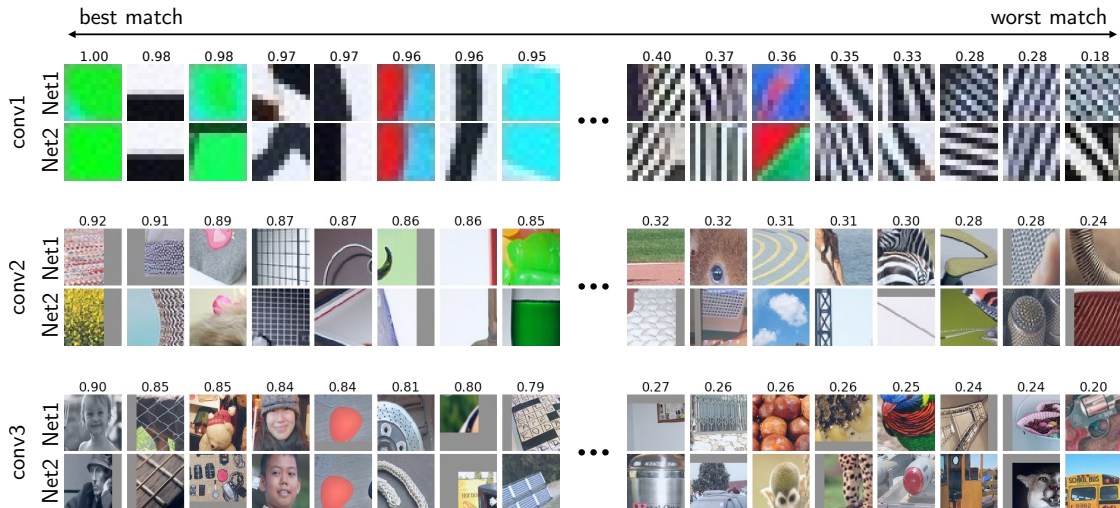 best match worst match
1.00 0.98 0.98 0.97 0.97 0.96 0.96 0.95 0.40 0.37 0.36 0.35 0.33 0.28 0.28 0.18
conv1
Net1
...
Net2
0.92 0.91 0.89 0.87 0.87 0.86 0.86 0.85 0.32 0.32 0.31 0.31 0.30 0.28 0.28 0.24
conv2
Net1
...
Net2
0.90 0.85 0.85 0.84 0.84 0.81 0.80 0.79 0.27 0.26 0.26 0.26 0.25 0.24 0.24 0.20
conv3
Net1
...
Net2
SCHOOL BUS